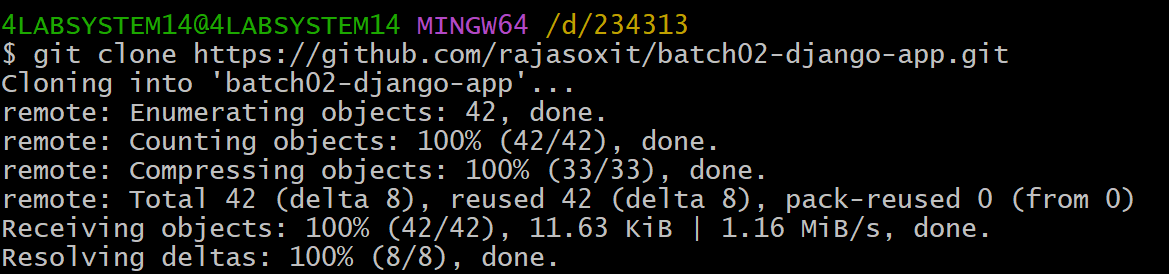 4LABSYSTEM14@4LABSYSTEM14 MINGW64 /d/234313
$ git clone https://github.com/rajasoxit/batch02-django-app.git
Cloning into 'batch02-django-app'...
remote: Enumerating objects: 42, done.
remote: Counting objects: 100% (42/42), done.
remote: Compressing objects: 100% (33/33), done.
remote: Total 42 (delta 8), reused 42 (delta 8), pack-reused 0 (from 0)
Receiving objects: 100% (42/42), 11.63 KiB | 1.16 MiB/s, done.
Resolving deltas: 100% (8/8), done.